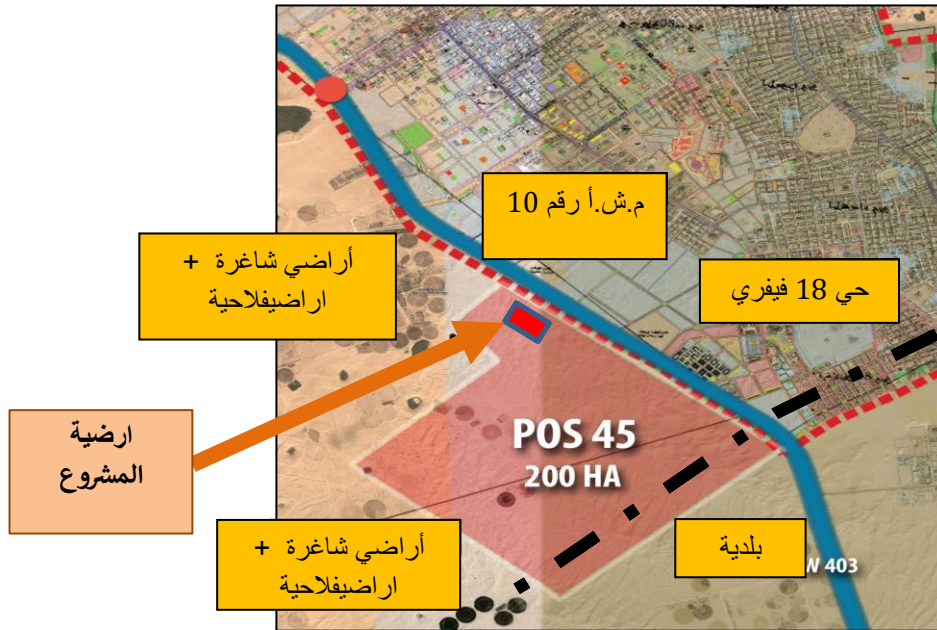 م.ش.أ رقم 10
أراضي شاغرة +
اراضيفلاحية
حي 18 فيفري
ارضية
المشروع
POS 45
200 HA
أراضي شاغرة +
اراضيفلاحية
بلدية
W 403